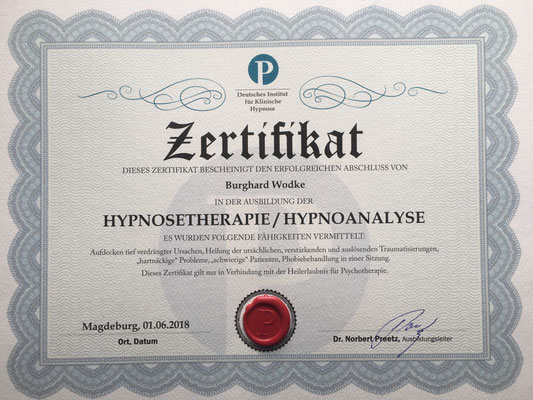 P
Deutsches Institut
für Klinische
Hypnose
Zertifikat
DIESES ZERTIFIKAT BESCHEINIGT DEN ERFOLGREICHEN ABSCHLUSS VON
Burghard Wodke
IN DER AUSBILDUNG DER
HYPNOSETHERAPIE / HYPNOANALYSE
ES WURDEN FOLGENDE FÄHIGKEITEN VERMITTELT:
Aufdecken tief verdrängter Ursachen, Heilung der ursächlichen, verstärkenden und auslösenden Traumatisierungen,
„hartnäckige“ Probleme, „schwierige“ Patienten, Phobiebehandlung in einer Sitzung.
Dieses Zertifikat gilt nur in Verbindung mit der Heilerlaubnis für Psychotherapie.
P
Magdeburg, 01.06.2018
Ort, Datum
Dr. Norbert Preetz, Ausbildungsleiter